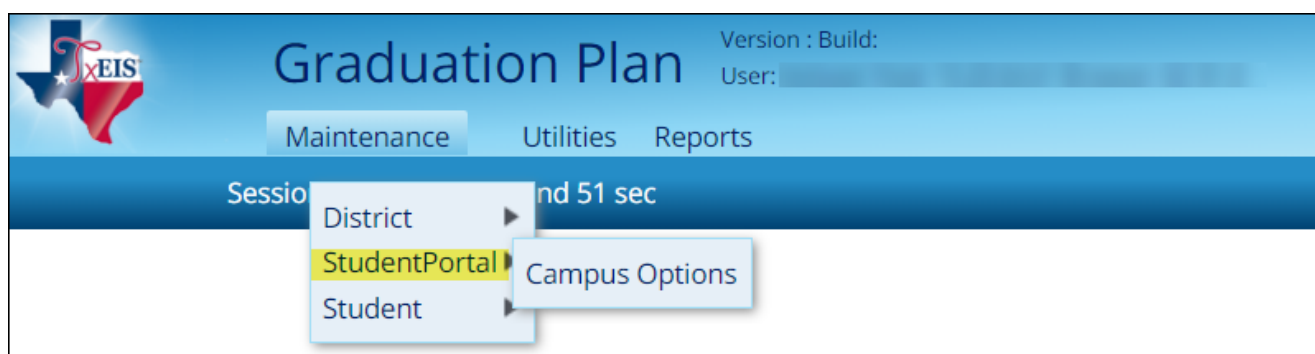 TxEIS
Graduation Plan
Version : Build:
User:
Maintenance Utilities Reports
Sessio nd 51 sec
District
StudentPortal
Campus Options
Student